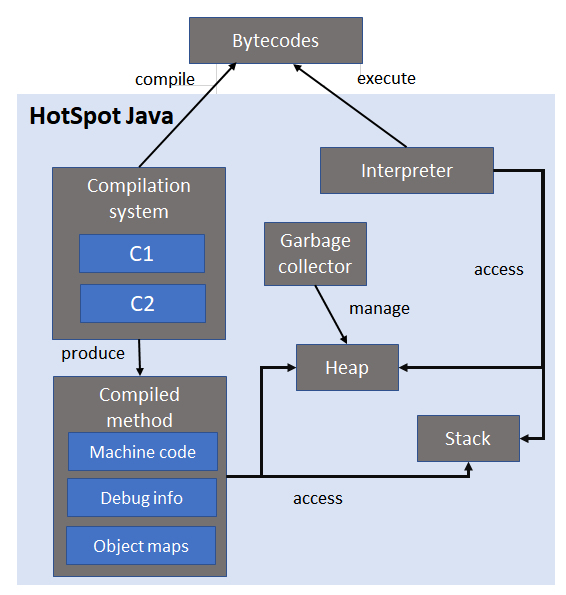 Bytecodes
compile
execute
HotSpot Java
Compilation
system
C1
C2
Interpreter
Garbage
collector
access
manage
produce
Heap
Compiled
method
Machine code
Debug info
Object maps
Stack
access